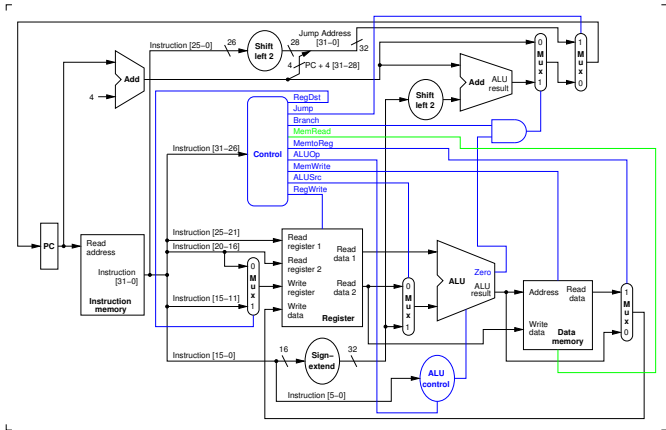 Instruction [25-0]
26
Shift
left 2
28
Jump Address
[31-0]
32
4
PC + 4 [31-28]
Add
4
0
M
u
x
1
1
M
u
x
0
Add
ALU
result
Shift
left 2
RegDst
Jump
Branch
MemRead
MemtoReg
ALUOp
MemWrite
ALUSrc
RegWrite
Control
Instruction [31-26]
PC
Read
address
Instruction
[31-0]
Instruction
memory
Instruction [25-21]
Instruction [20-16]
Instruction [15-11]
0
M
u
x
1
Read
register 1
Read
register 2
Write
register
Write
data
Read
data 1
Read
data 2
Register
0
M
u
x
1
ALU
Zero
ALU
result
Address
Read
data
Write
data
Data
memory
1
M
u
x
0
Instruction [15-0]
16
Sign-
extend
32
Instruction [5-0]
ALU
control